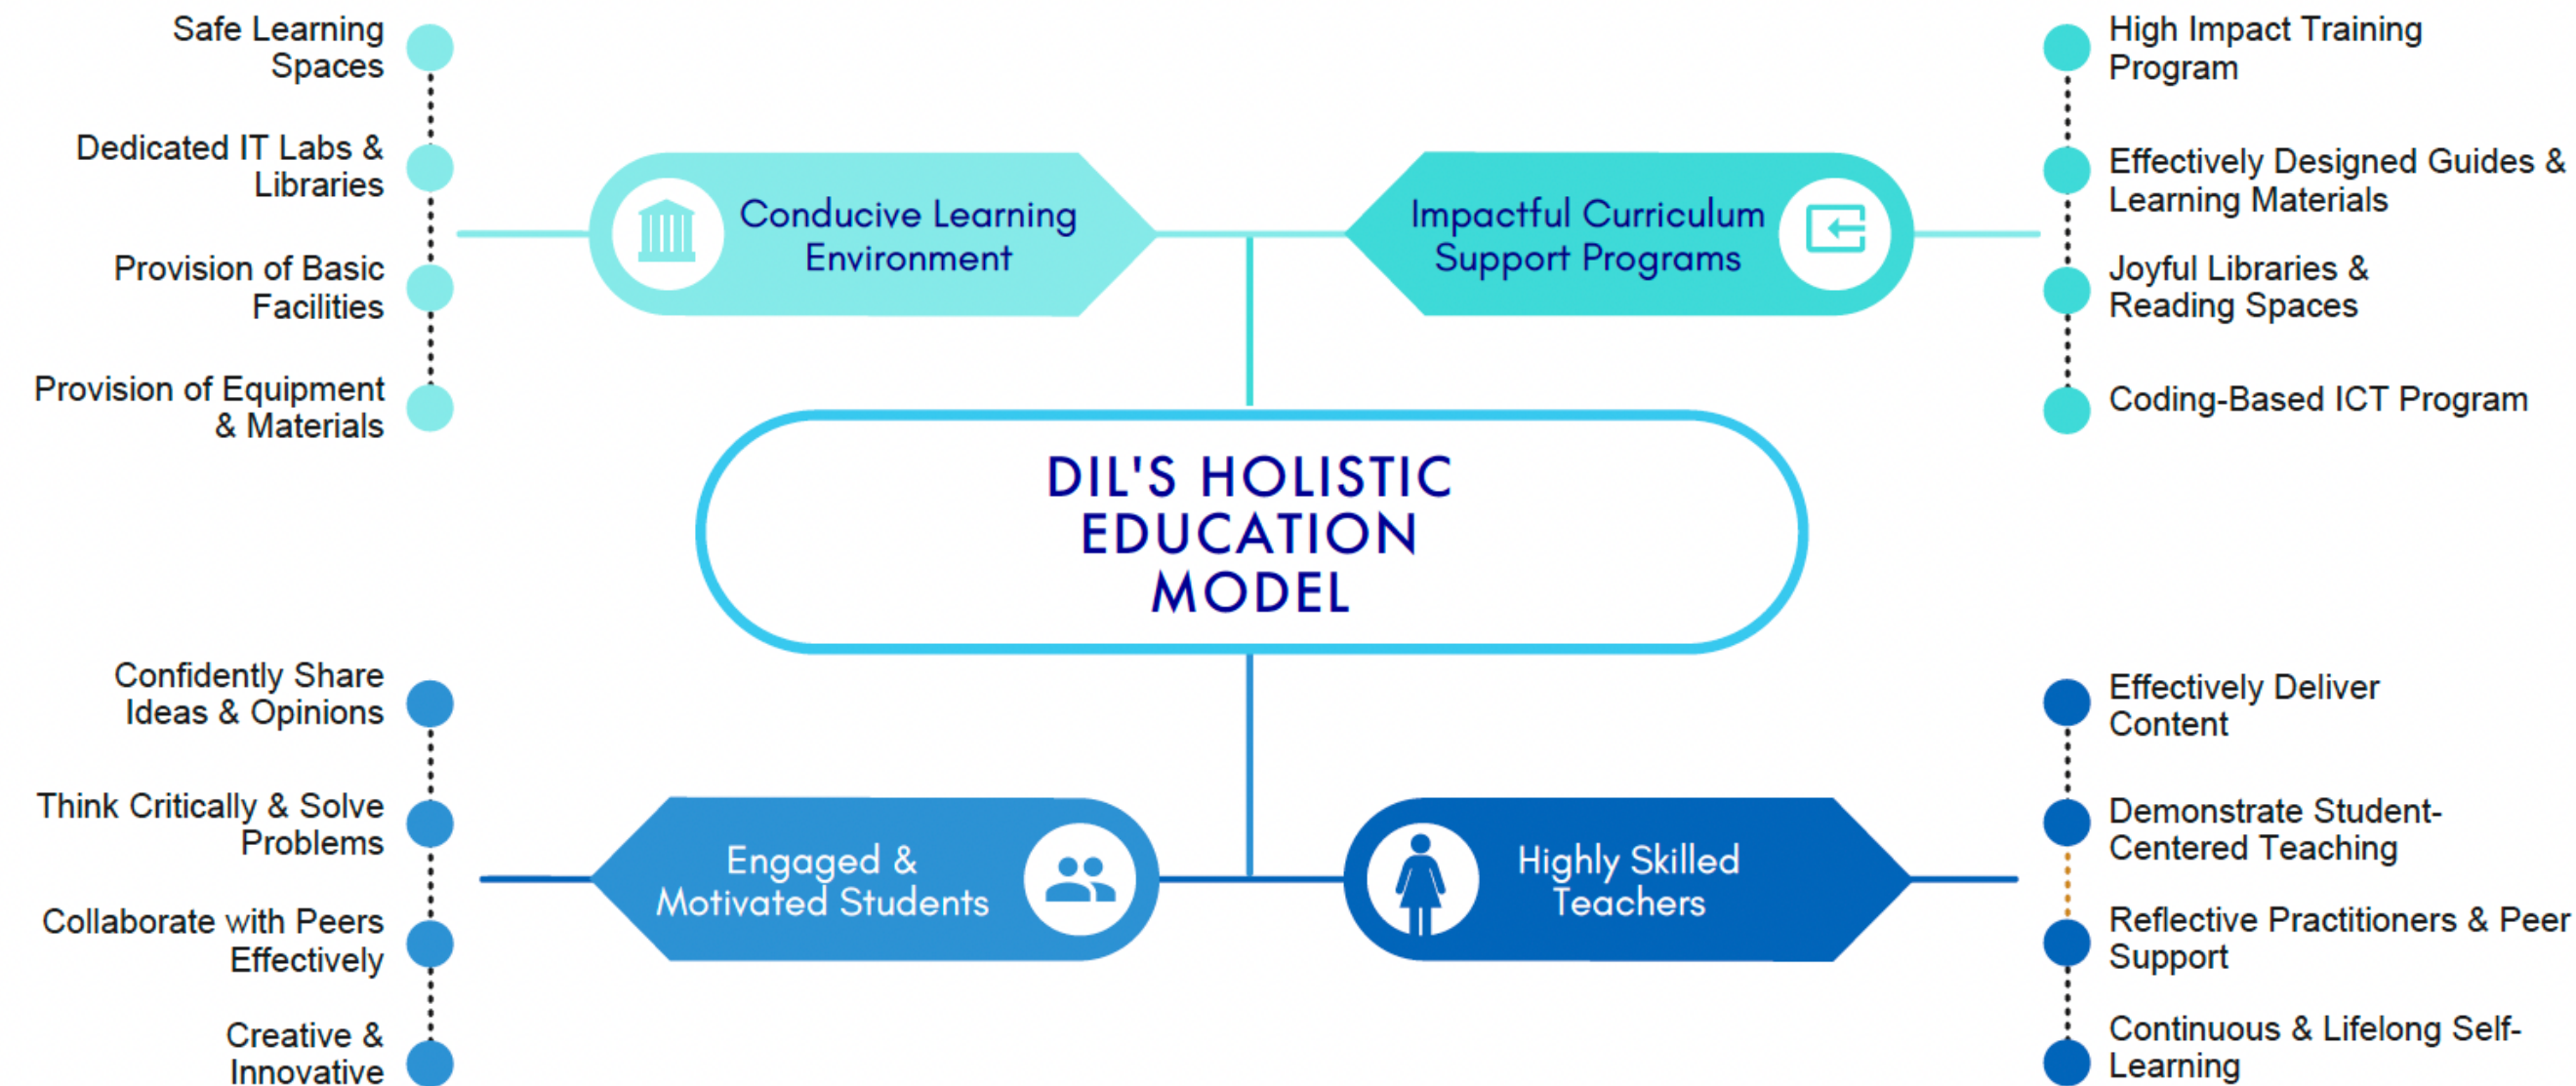 Safe Learning
Spaces
Dedicated IT Labs &
Libraries
Provision of Basic
Facilities
Provision of Equipment
& Materials
Conducive Learning
Environment
Impactful Curriculum
Support Programs
High Impact Training
Program
Effectively Designed Guides &
Learning Materials
Joyful Libraries &
Reading Spaces
Coding-Based ICT Program
DIL'S HOLISTIC
EDUCATION
MODEL
Confidently Share
Ideas & Opinions
Think Critically & Solve
Problems
Collaborate with Peers
Effectively
Creative &
Innovative
Engaged &
Motivated Students
Highly Skilled
Teachers
Effectively Deliver
Content
Demonstrate Student-
Centered Teaching
Reflective Practitioners & Peer
Support
Continuous & Lifelong Self-
Learning